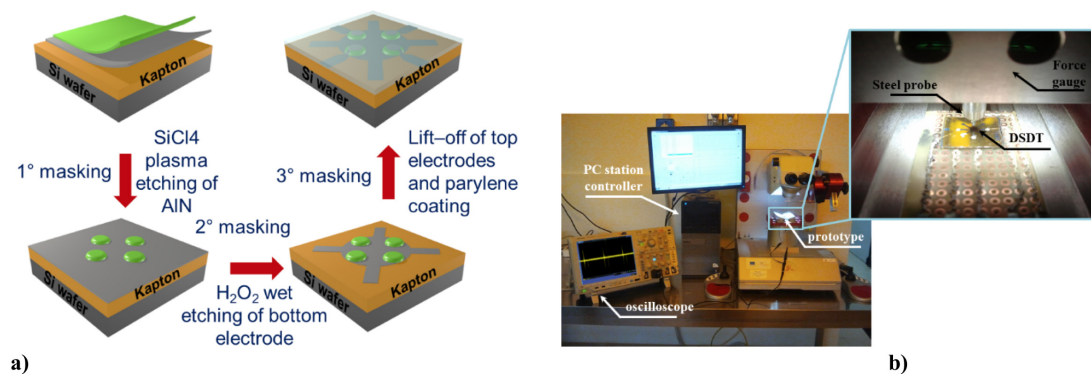 Si wafer
Kapton
1° masking
SiCl4
plasma
etching of
AlN
Si wafer
Kapton
2° masking
H₂O₂ wet
etching of bottom
electrode
Si wafer
Kapton
3° masking
Lift–off of top
electrodes
and parylene
coating
Si wafer
Kapton
a)
PC station
controller
oscilloscope
prototype
Steel probe
Force
gauge
DSDT
b)